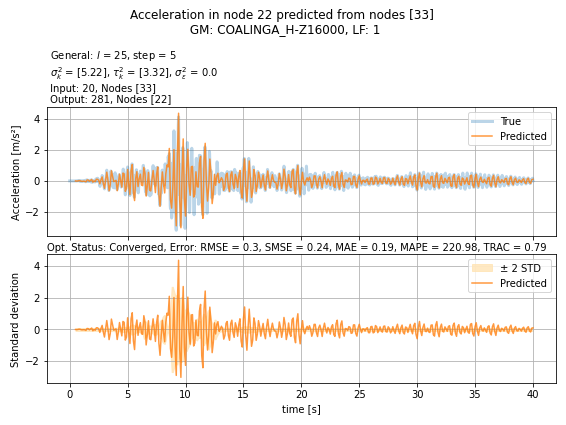 Acceleration in node 22 predicted from nodes [33]
GM: COALINGA_H-Z16000, LF: 1
General: l = 25, step = 5
σ²ₖ = [5.22], τ²ₖ = [3.32], σ²ε = 0.0
Input: 20, Nodes [33]
Output: 281, Nodes [22]
Acceleration [m/s²]
4
2
0
−2
True
Predicted
Opt. Status: Converged, Error: RMSE = 0.3, SMSE = 0.24, MAE = 0.19, MAPE = 220.98, TRAC = 0.79
Standard deviation
4
2
0
−2
± 2 STD
Predicted
0 5 10 15 20 25 30 35 40
time [s]